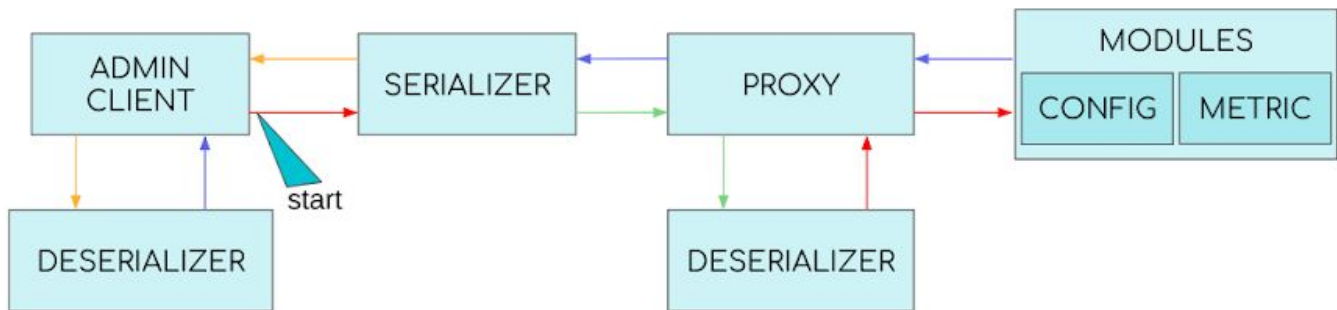 ADMIN
CLIENT
SERIALIZER
PROXY
MODULES
CONFIG
METRIC
start
DESERIALIZER
DESERIALIZER